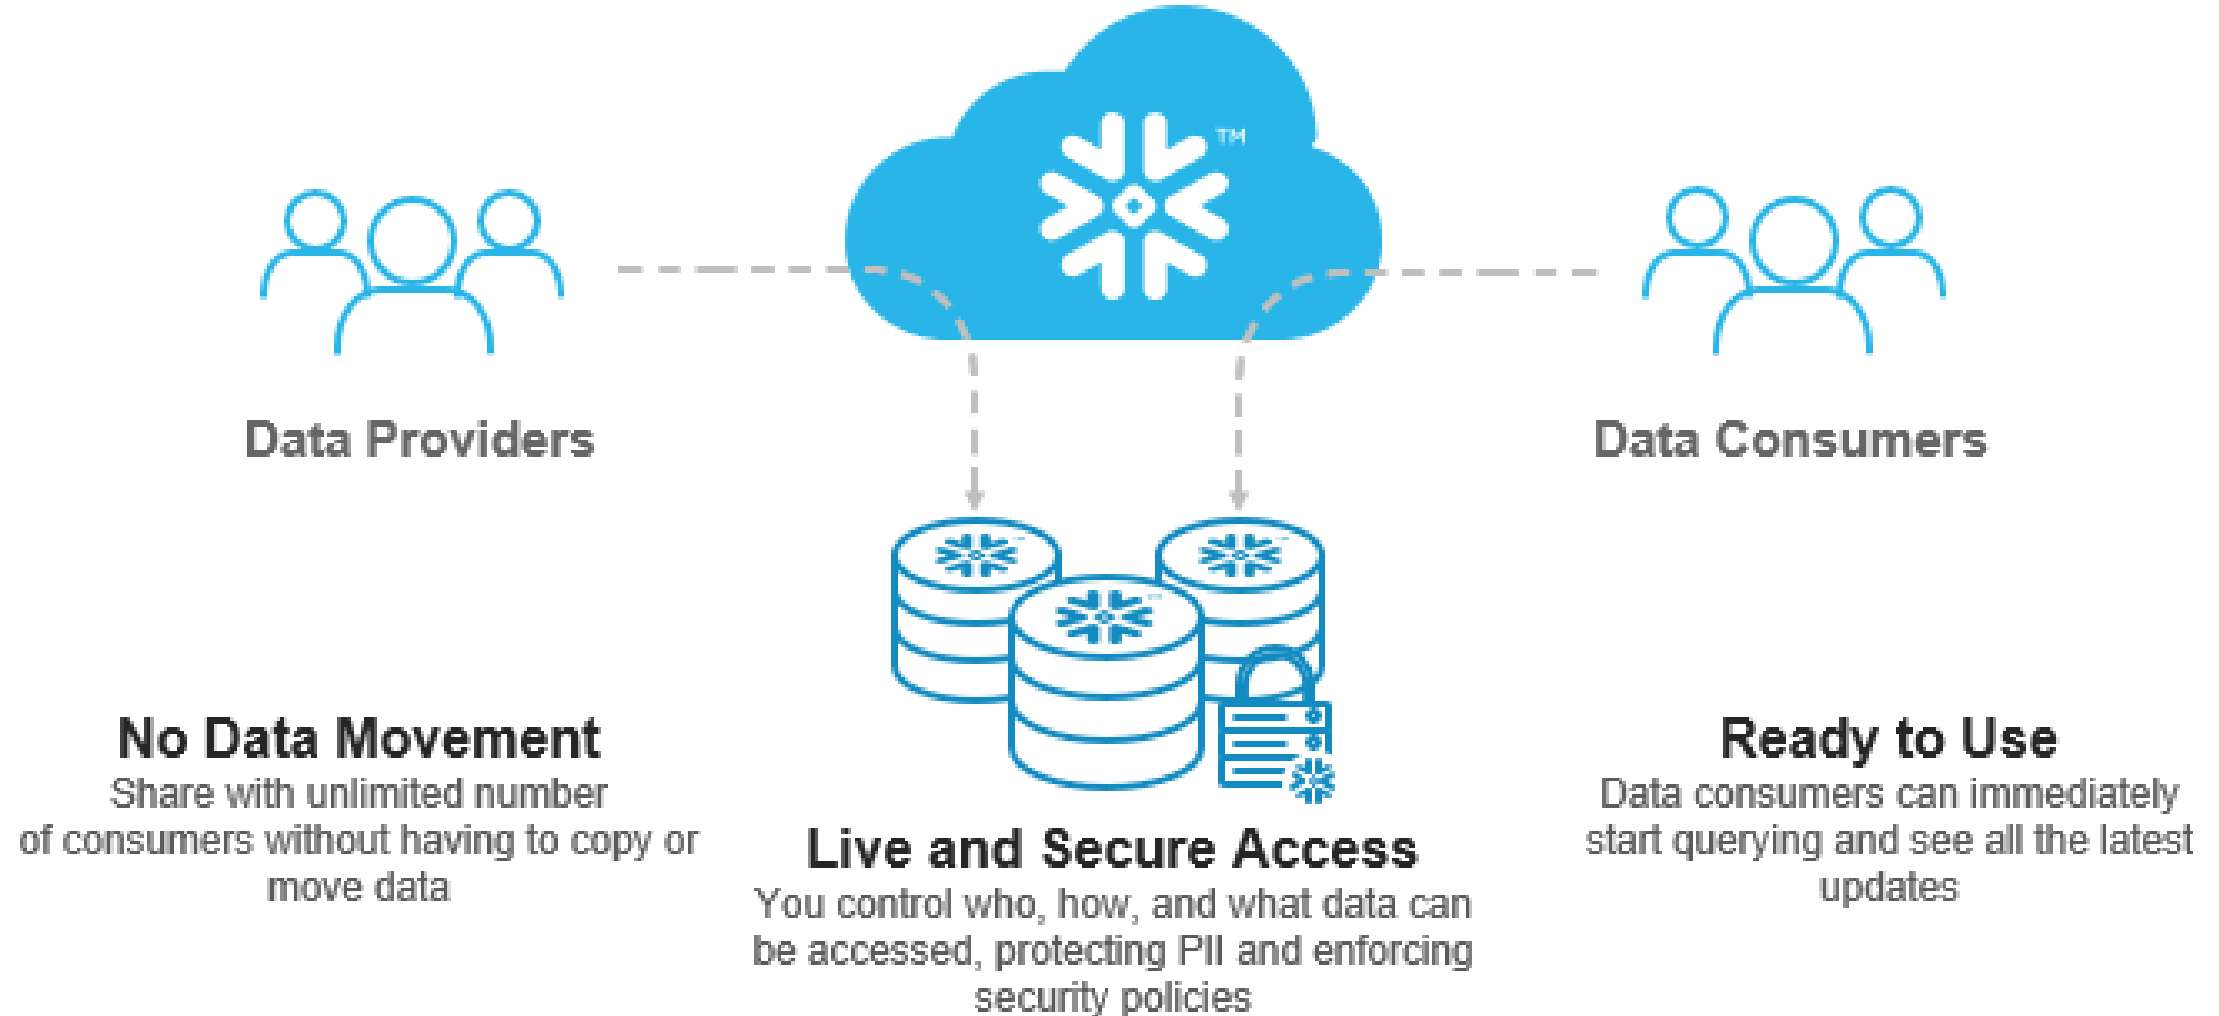 TM
Data Providers
Data Consumers
No Data Movement
Share with unlimited number
of consumers without having to copy or
move data
Live and Secure Access
You control who, how, and what data can
be accessed, protecting PII and enforcing
security policies
Ready to Use
Data consumers can immediately
start querying and see all the latest
updates